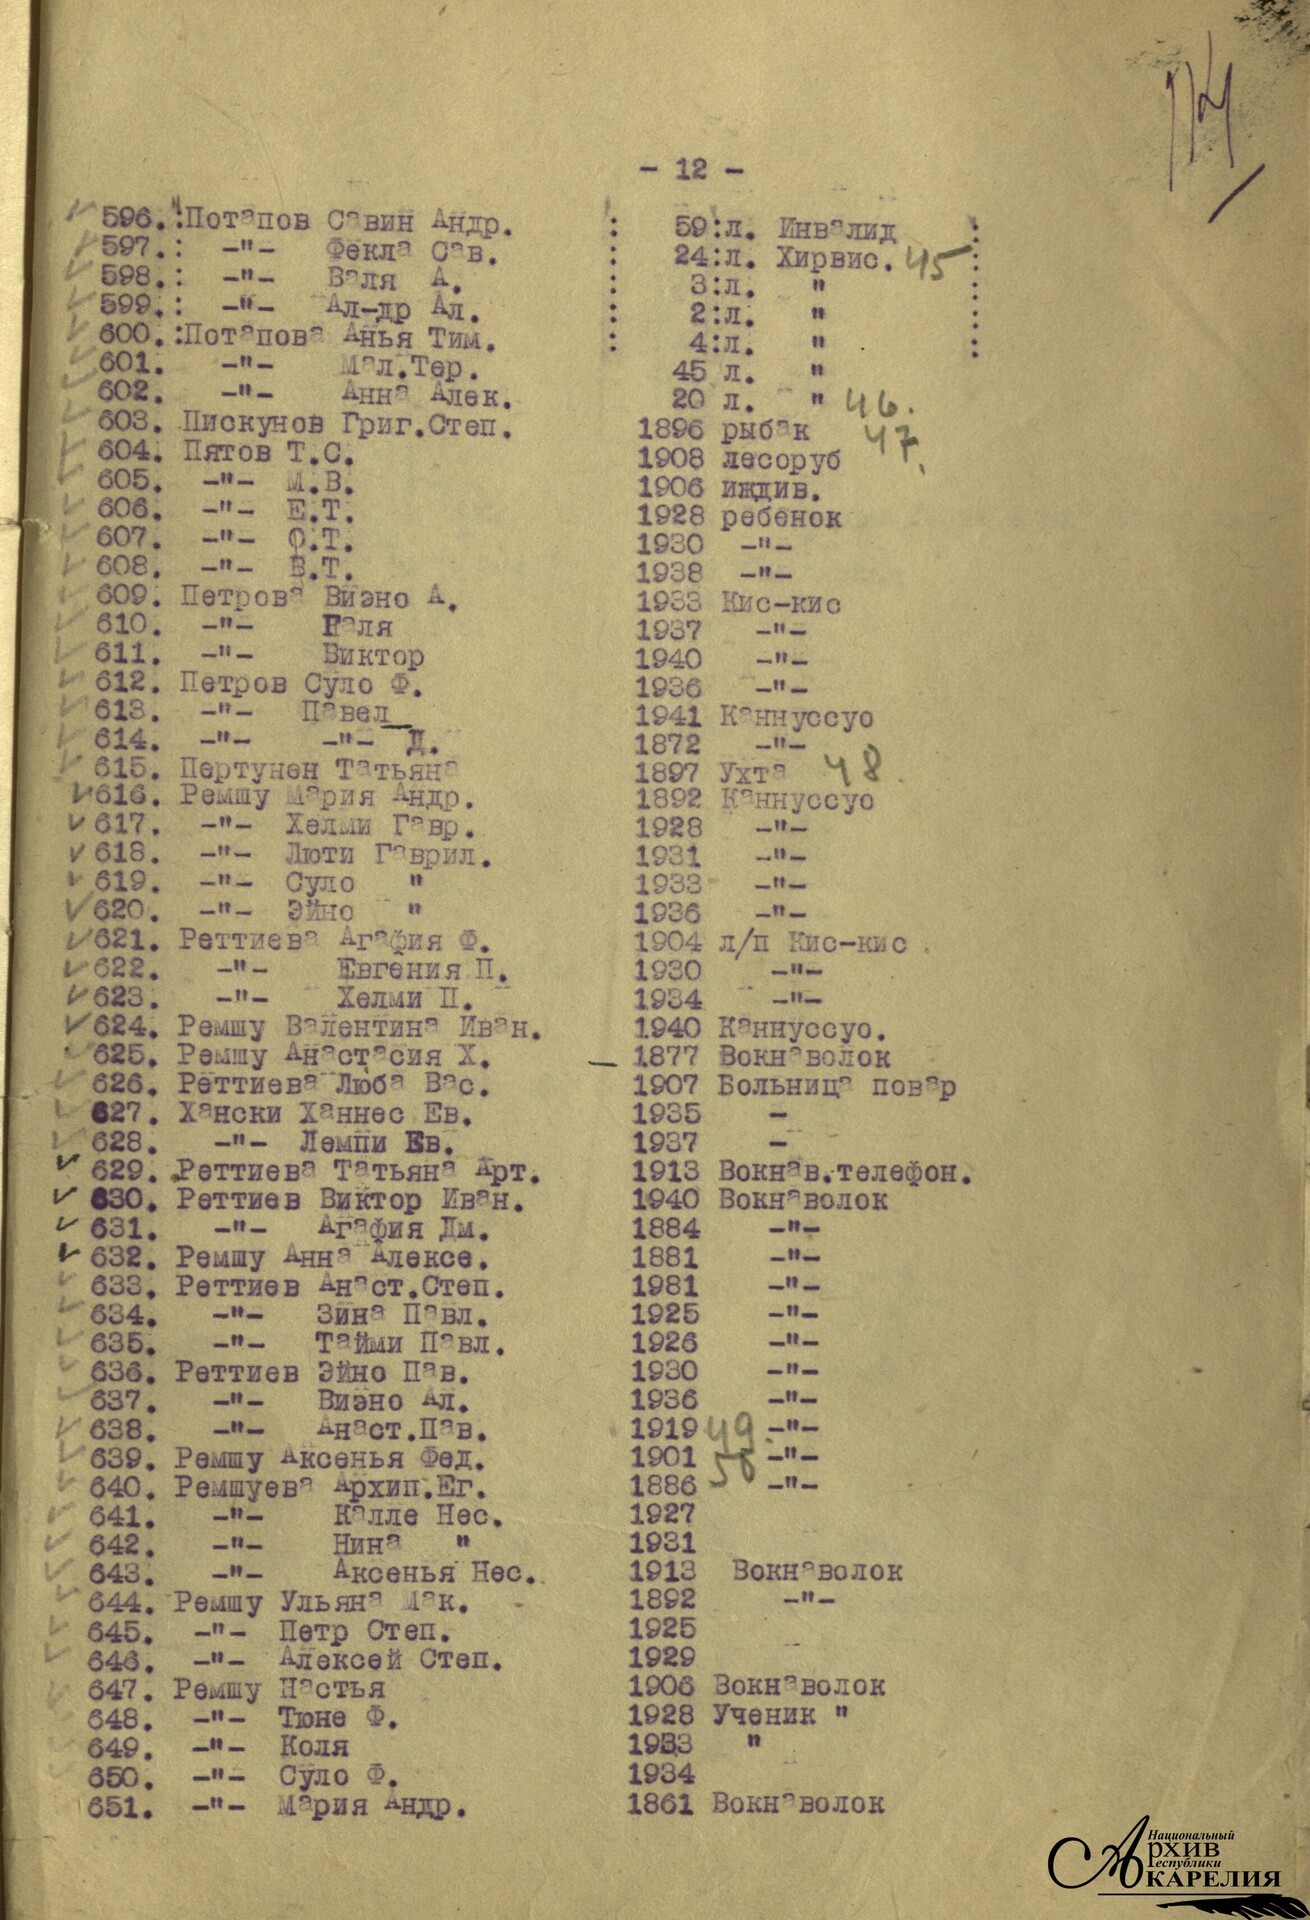 114
- 12 -
596.:Потапов Савин Андр. : 59:л. Инвалид :
597.: -"- Фекла Сав. : 24:л. Хирвис. 45 :
598.: -"- Валя А. : 3:л. " :
599.: -"- Ал-др Ал. : 2:л. " :
600.:Потапова Анья Тим. : 4:л. " :
601. -"- Мал.Тер. 45 л. "
602. -"- Анна Алек. 20 л. " 46.
603. Пискунов Григ.Степ. 1896 рыбак 47.
604. Пятов Т.С. 1908 лесоруб
605. -"- М.В. 1906 иждив.
606. -"- Е.Т. 1928 ребенок
607. -"- О.Т. 1930 -"-
608. -"- В.Т. 1938 -"-
609. Петрова Виэно А. 1933 Кис-кис
610. -"- Галя 1937 -"-
611. -"- Виктор 1940 -"-
612. Петров Суло Ф. 1936 -"-
613. -"- Павел_ 1941 Каннуссуо
614. -"- -"- Д. 1872 -"-
615. Пертунен Татьяна 1897 Ухта 48.
616. Ремшу Мария Андр. 1892 Каннуссуо
617. -"- Хелми Гавр. 1928 -"-
618. -"- Люти Гаврил. 1931 -"-
619. -"- Суло " 1933 -"-
620. -"- Эйно " 1936 -"-
621. Реттиева Агафия Ф. 1904 л/п Кис-кис .
622. -"- Евгения П. 1930 -"-
623. -"- Хелми П. 1934 -"-
624. Ремшу Валентина Иван. 1940 Каннуссуо.
625. Ремшу Анастасия Х. _ 1877 Вокнаволок
626. Реттиева Люба Вас. 1907 Больница повар
627. Хански Ханнес Ев. 1935 -
628. -"- Лемпи Ев. 1937 -
629. Реттиева Татьяна Арт. 1913 Вокнав.телефон.
630. Реттиев Виктор Иван. 1940 Вокнаволок
631. -"- Агафия Дм. 1884 -"-
632. Ремшу Анна Алексе. 1881 -"-
633. Реттиев Анаст.Степ. 1981 -"-
634. -"- Зина Павл. 1925 -"-
635. -"- Тайми Павл. 1926 -"-
636. Реттиев Эйно Пав. 1930 -"-
637. -"- Виэно Ал. 1936 -"-
638. -"- Анаст.Пав. 1919 49. -"-
639. Ремшу Аксенья Фед. 1901 50 -"-
640. Ремшуева Архип.Ег. 1886 -"-
641. -"- Калле Нес. 1927
642. -"- Нина " 1931
643. -"- Аксенья Нес. 1913 Вокнаволок
644. Ремшу Ульяна Мак. 1892 -"-
645. -"- Петр Степ. 1925
646. -"- Алексей Степ. 1929
647. Ремшу Настья 1906 Вокнаволок
648. -"- Тюне Ф. 1928 Ученик "
649. -"- Коля 1933 "
650. -"- Суло Ф. 1934
651. -"- Мария Андр. 1861 Вокнаволок
Национальный
Архив
Республики
КАРЕЛИЯ